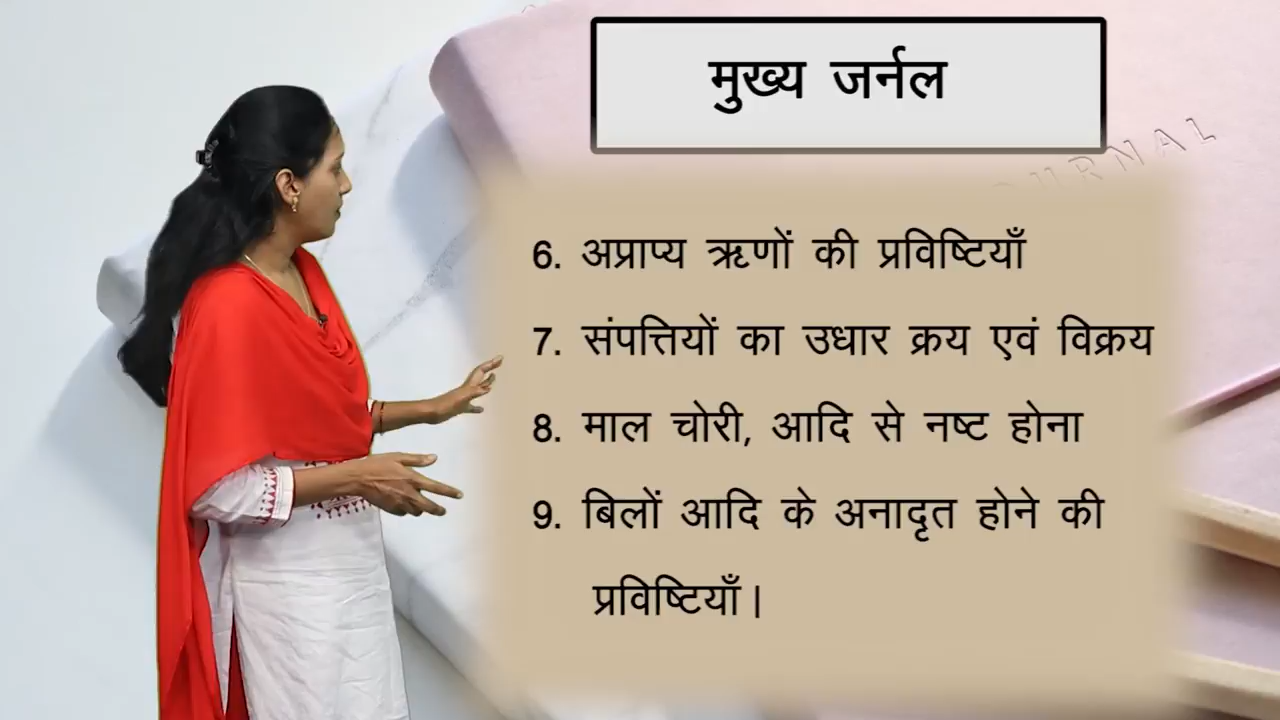 मुख्य जर्नल
JOURNAL
6. अप्राप्य ऋणों की प्रविष्टियाँ
7. संपत्तियों का उधार क्रय एवं विक्रय
8. माल चोरी, आदि से नष्ट होना
9. बिलों आदि के अनादृत होने की
प्रविष्टियाँ।